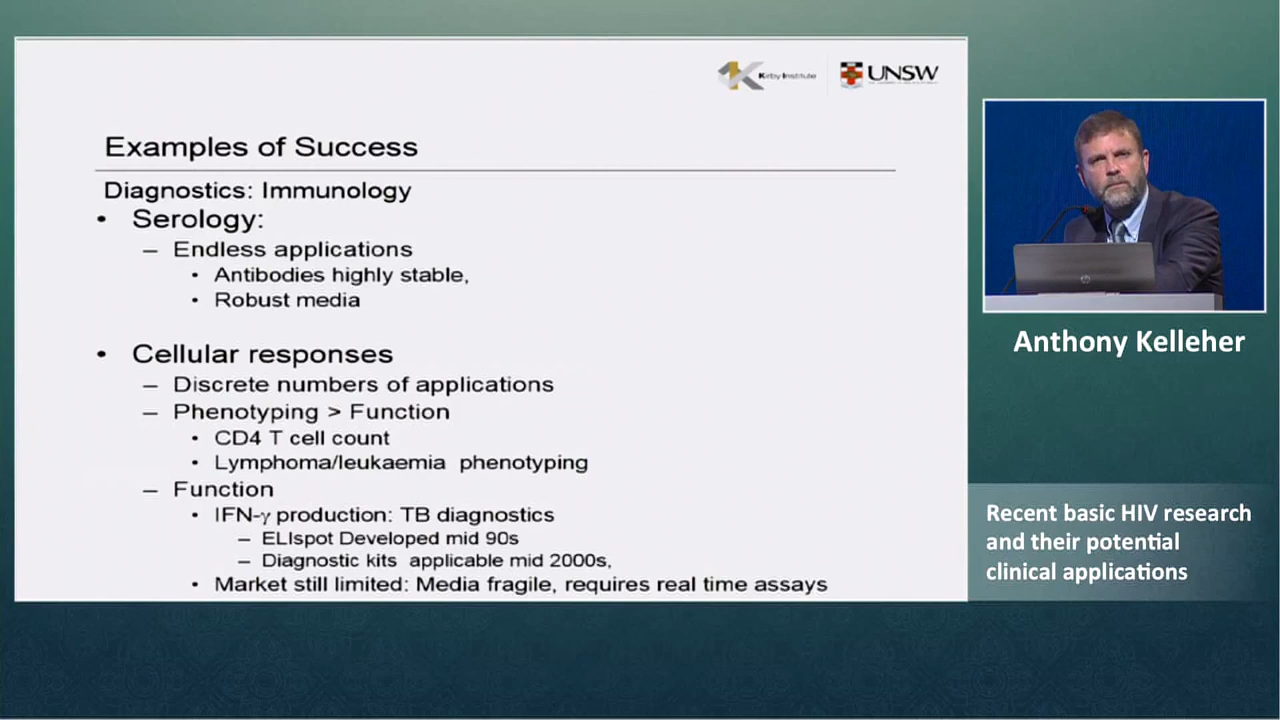 Kirby Institute
UNSW
Examples of Success
Diagnostics: Immunology
• Serology:
– Endless applications
• Antibodies highly stable,
• Robust media
• Cellular responses
– Discrete numbers of applications
– Phenotyping > Function
• CD4 T cell count
• Lymphoma/leukaemia phenotyping
– Function
• IFN-γ production: TB diagnostics
– ELIspot Developed mid 90s
– Diagnostic kits applicable mid 2000s,
• Market still limited: Media fragile, requires real time assays
Anthony Kelleher
Recent basic HIV research
and their potential
clinical applications